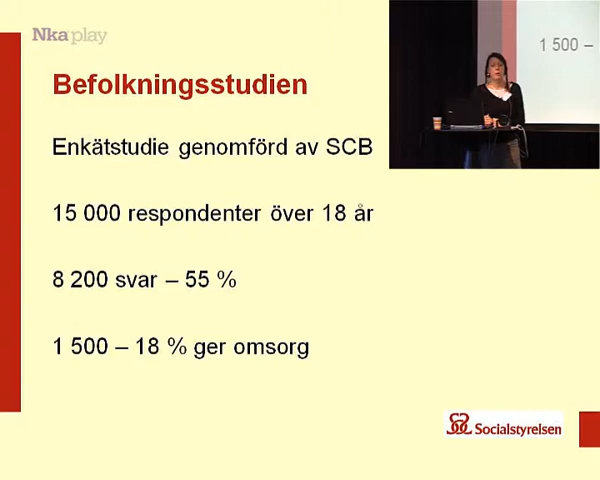 Nka play
1 500 –
Befolkningsstudien
Enkätstudie genomförd av SCB
15 000 respondenter över 18 år
8 200 svar – 55 %
1 500 – 18 % ger omsorg
Socialstyrelsen